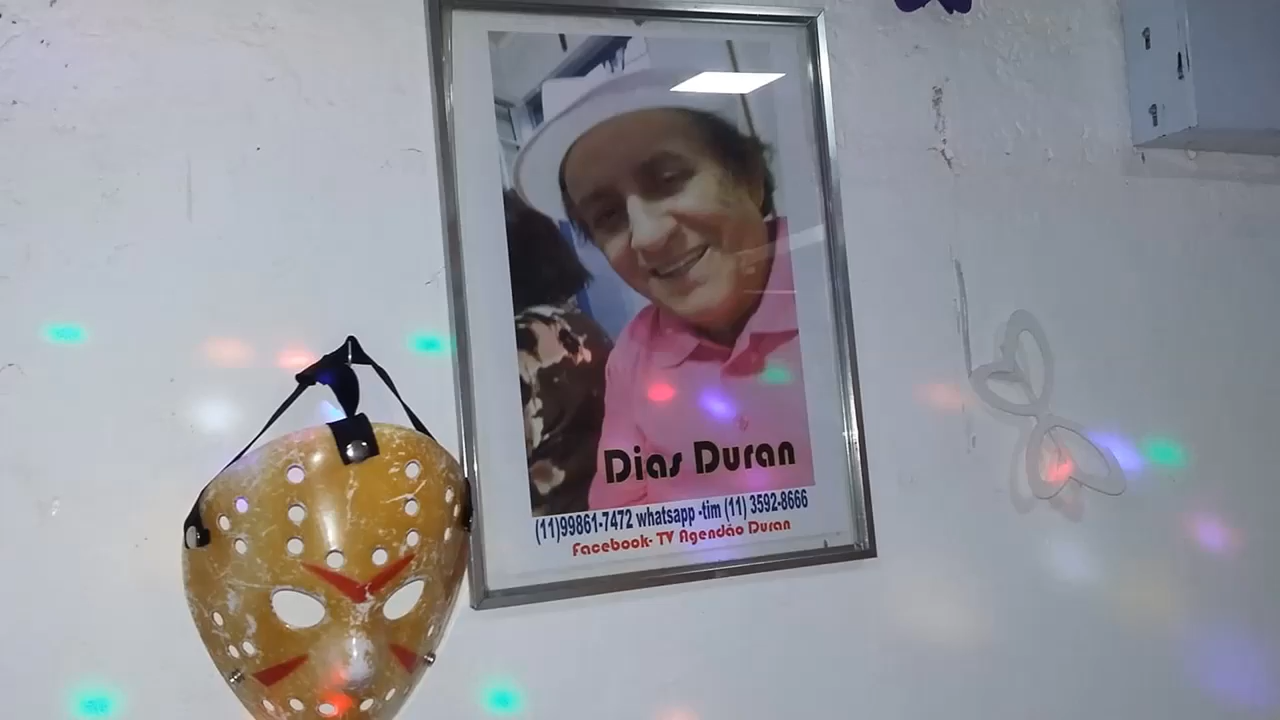 Dias Duran
(11)99861-7472 whatsapp -tim (11) 3592-8666
Facebook- TV Agendão Duran